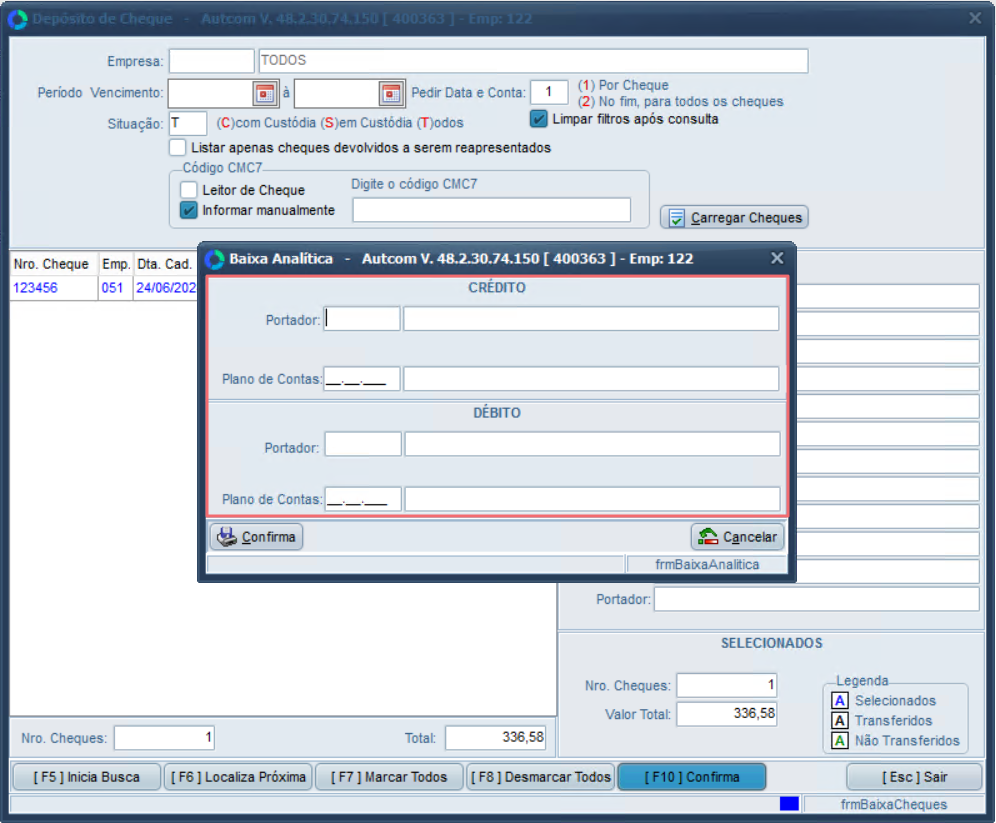 Depósito de Cheque - Autcom V. 48.2.30.74.150 [ 400363 ] - Emp: 122
Empresa: TODOS
Período Vencimento: à Pedir Data e Conta: 1 (1) Por Cheque
(2) No fim, para todos os cheques
Situação: T (C)com Custódia (S)em Custódia (T)odos Limpar filtros após consulta
Listar apenas cheques devolvidos a serem reapresentados
Código CMC7
Leitor de Cheque Digite o código CMC7
Informar manualmente
Carregar Cheques
Nro. Cheque Emp. Dta. Cad.
123456 051 24/06/202
Baixa Analítica - Autcom V. 48.2.30.74.150 [ 400363 ] - Emp: 122
CRÉDITO
Portador:
Plano de Contas: __.__.___
DÉBITO
Portador:
Plano de Contas: __.__.___
Confirma Cancelar
frmBaixaAnalitica
Portador:
SELECIONADOS
Nro. Cheques: 1
Valor Total: 336,58
Legenda
A Selecionados
A Transferidos
A Não Transferidos
Nro. Cheques: 1 Total: 336,58
[ F5 ] Inicia Busca [ F6 ] Localiza Próxima [ F7 ] Marcar Todos [ F8 ] Desmarcar Todos [ F10 ] Confirma [ Esc ] Sair
frmBaixaCheques